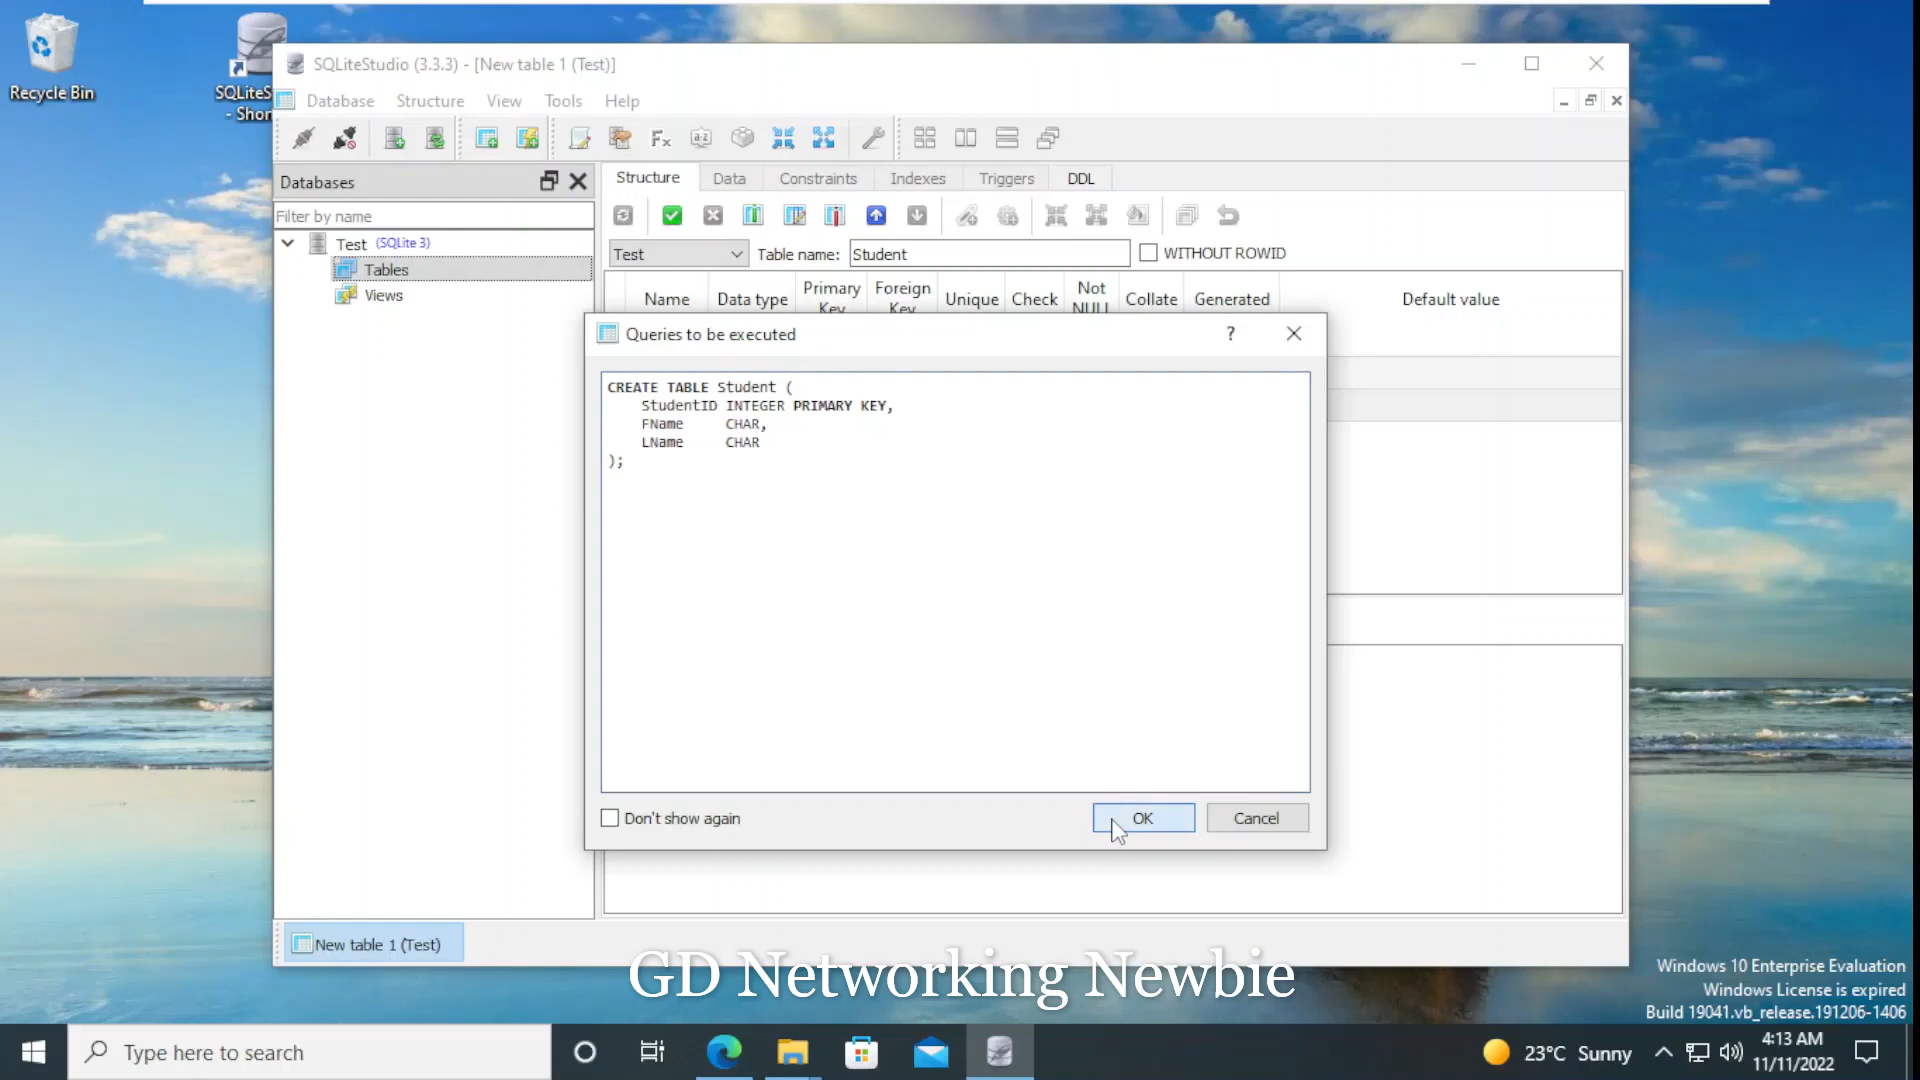 Recycle Bin
SQLiteS
- Shor
SQLiteStudio (3.3.3) - [New table 1 (Test)]
Database Structure View Tools Help
Databases
Filter by name
Test (SQLite 3)
Tables
Views
Structure Data Constraints Indexes Triggers DDL
Test Table name: Student WITHOUT ROWID
Name Data type Primary Key Foreign Key Unique Check Not NULL Collate Generated Default value
Queries to be executed
?
CREATE TABLE Student (
StudentID INTEGER PRIMARY KEY,
FName CHAR,
LName CHAR
);
Don't show again
OK Cancel
New table 1 (Test)
GD Networking Newbie
Windows 10 Enterprise Evaluation
Windows License is expired
Build 19041.vb_release.191206-1406
Type here to search
23°C Sunny
4:13 AM
11/11/2022